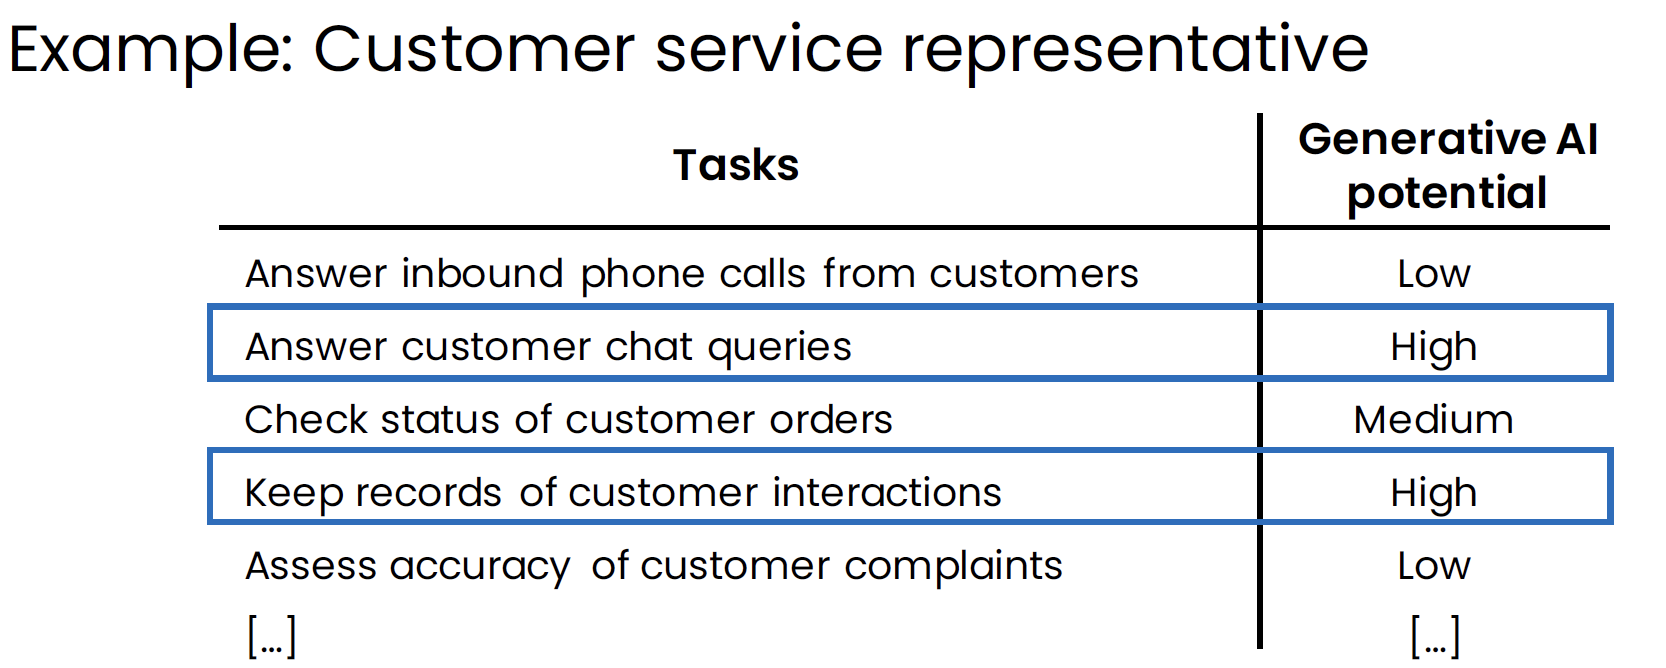 Example: Customer service representative
Tasks
Generative AI
potential
Answer inbound phone calls from customers Low
Answer customer chat queries High
Check status of customer orders Medium
Keep records of customer interactions High
Assess accuracy of customer complaints Low
[...] [...]